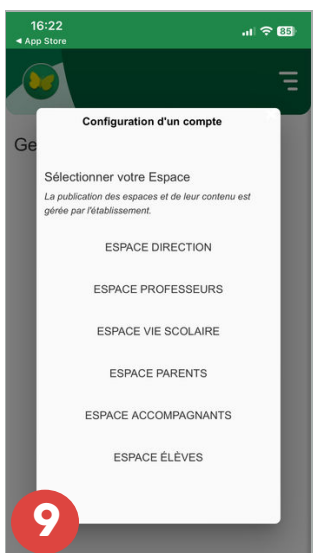 16:22
85
◀ App Store
Configuration d'un compte
Ge
Sélectionner votre Espace
La publication des espaces et de leur contenu est
gérée par l'établissement.
ESPACE DIRECTION
ESPACE PROFESSEURS
ESPACE VIE SCOLAIRE
ESPACE PARENTS
ESPACE ACCOMPAGNANTS
ESPACE ÉLÈVES
9